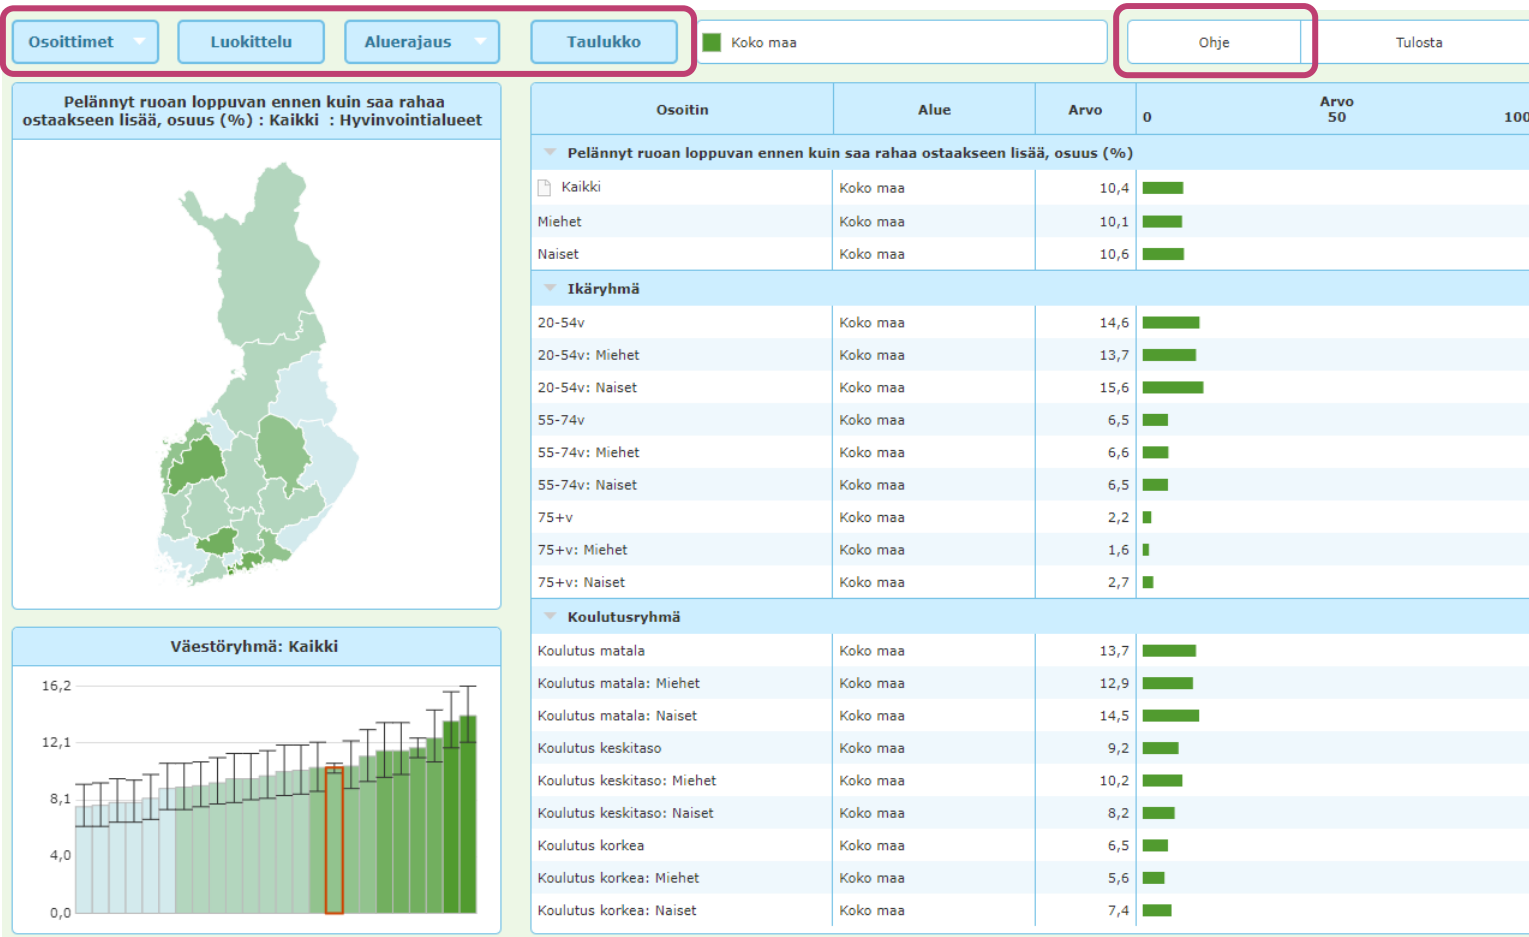 Osoittimet Luokittelu Aluerajaus Taulukko Koko maa Ohje Tulosta
Pelännyt ruoan loppuvan ennen kuin saa rahaa
ostaakseen lisää, osuus (%) : Kaikki : Hyvinvointialueet
Väestöryhmä: Kaikki
16,2
12,1
8,1
4,0
0,0
Osoitin Alue Arvo Arvo
0 50 100
Pelännyt ruoan loppuvan ennen kuin saa rahaa ostaakseen lisää, osuus (%)
Kaikki Koko maa 10,4
Miehet Koko maa 10,1
Naiset Koko maa 10,6
Ikäryhmä
20-54v Koko maa 14,6
20-54v: Miehet Koko maa 13,7
20-54v: Naiset Koko maa 15,6
55-74v Koko maa 6,5
55-74v: Miehet Koko maa 6,6
55-74v: Naiset Koko maa 6,5
75+v Koko maa 2,2
75+v: Miehet Koko maa 1,6
75+v: Naiset Koko maa 2,7
Koulutusryhmä
Koulutus matala Koko maa 13,7
Koulutus matala: Miehet Koko maa 12,9
Koulutus matala: Naiset Koko maa 14,5
Koulutus keskitaso Koko maa 9,2
Koulutus keskitaso: Miehet Koko maa 10,2
Koulutus keskitaso: Naiset Koko maa 8,2
Koulutus korkea Koko maa 6,5
Koulutus korkea: Miehet Koko maa 5,6
Koulutus korkea: Naiset Koko maa 7,4